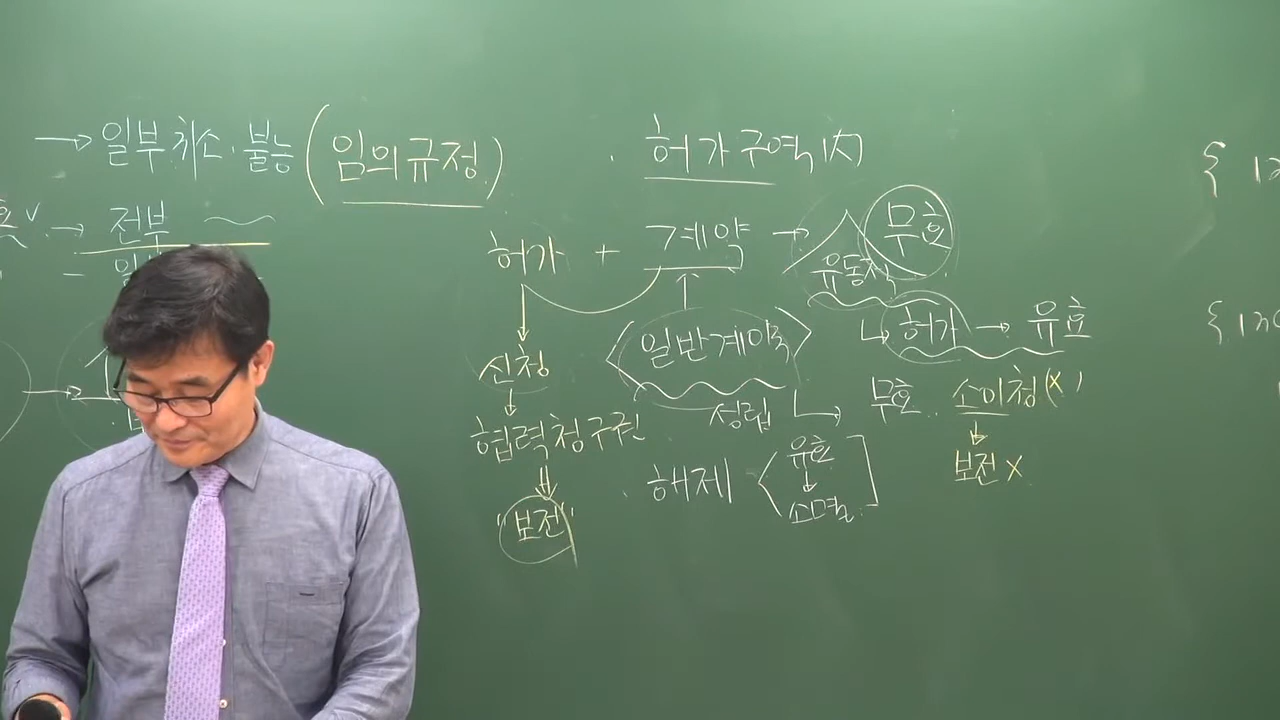 → 일부취소·불능 (임의규정)
→ 전부
· 허가구역 內
허가 + 계약 → 무효
유동적
↳ 허가 → 유효
신청
<일반계약>
성립 ↳ 무효 · 소이청(x)
협력청구권
보전 x
"보전"
· 해제 < 유효 ↓ 소멸 ]